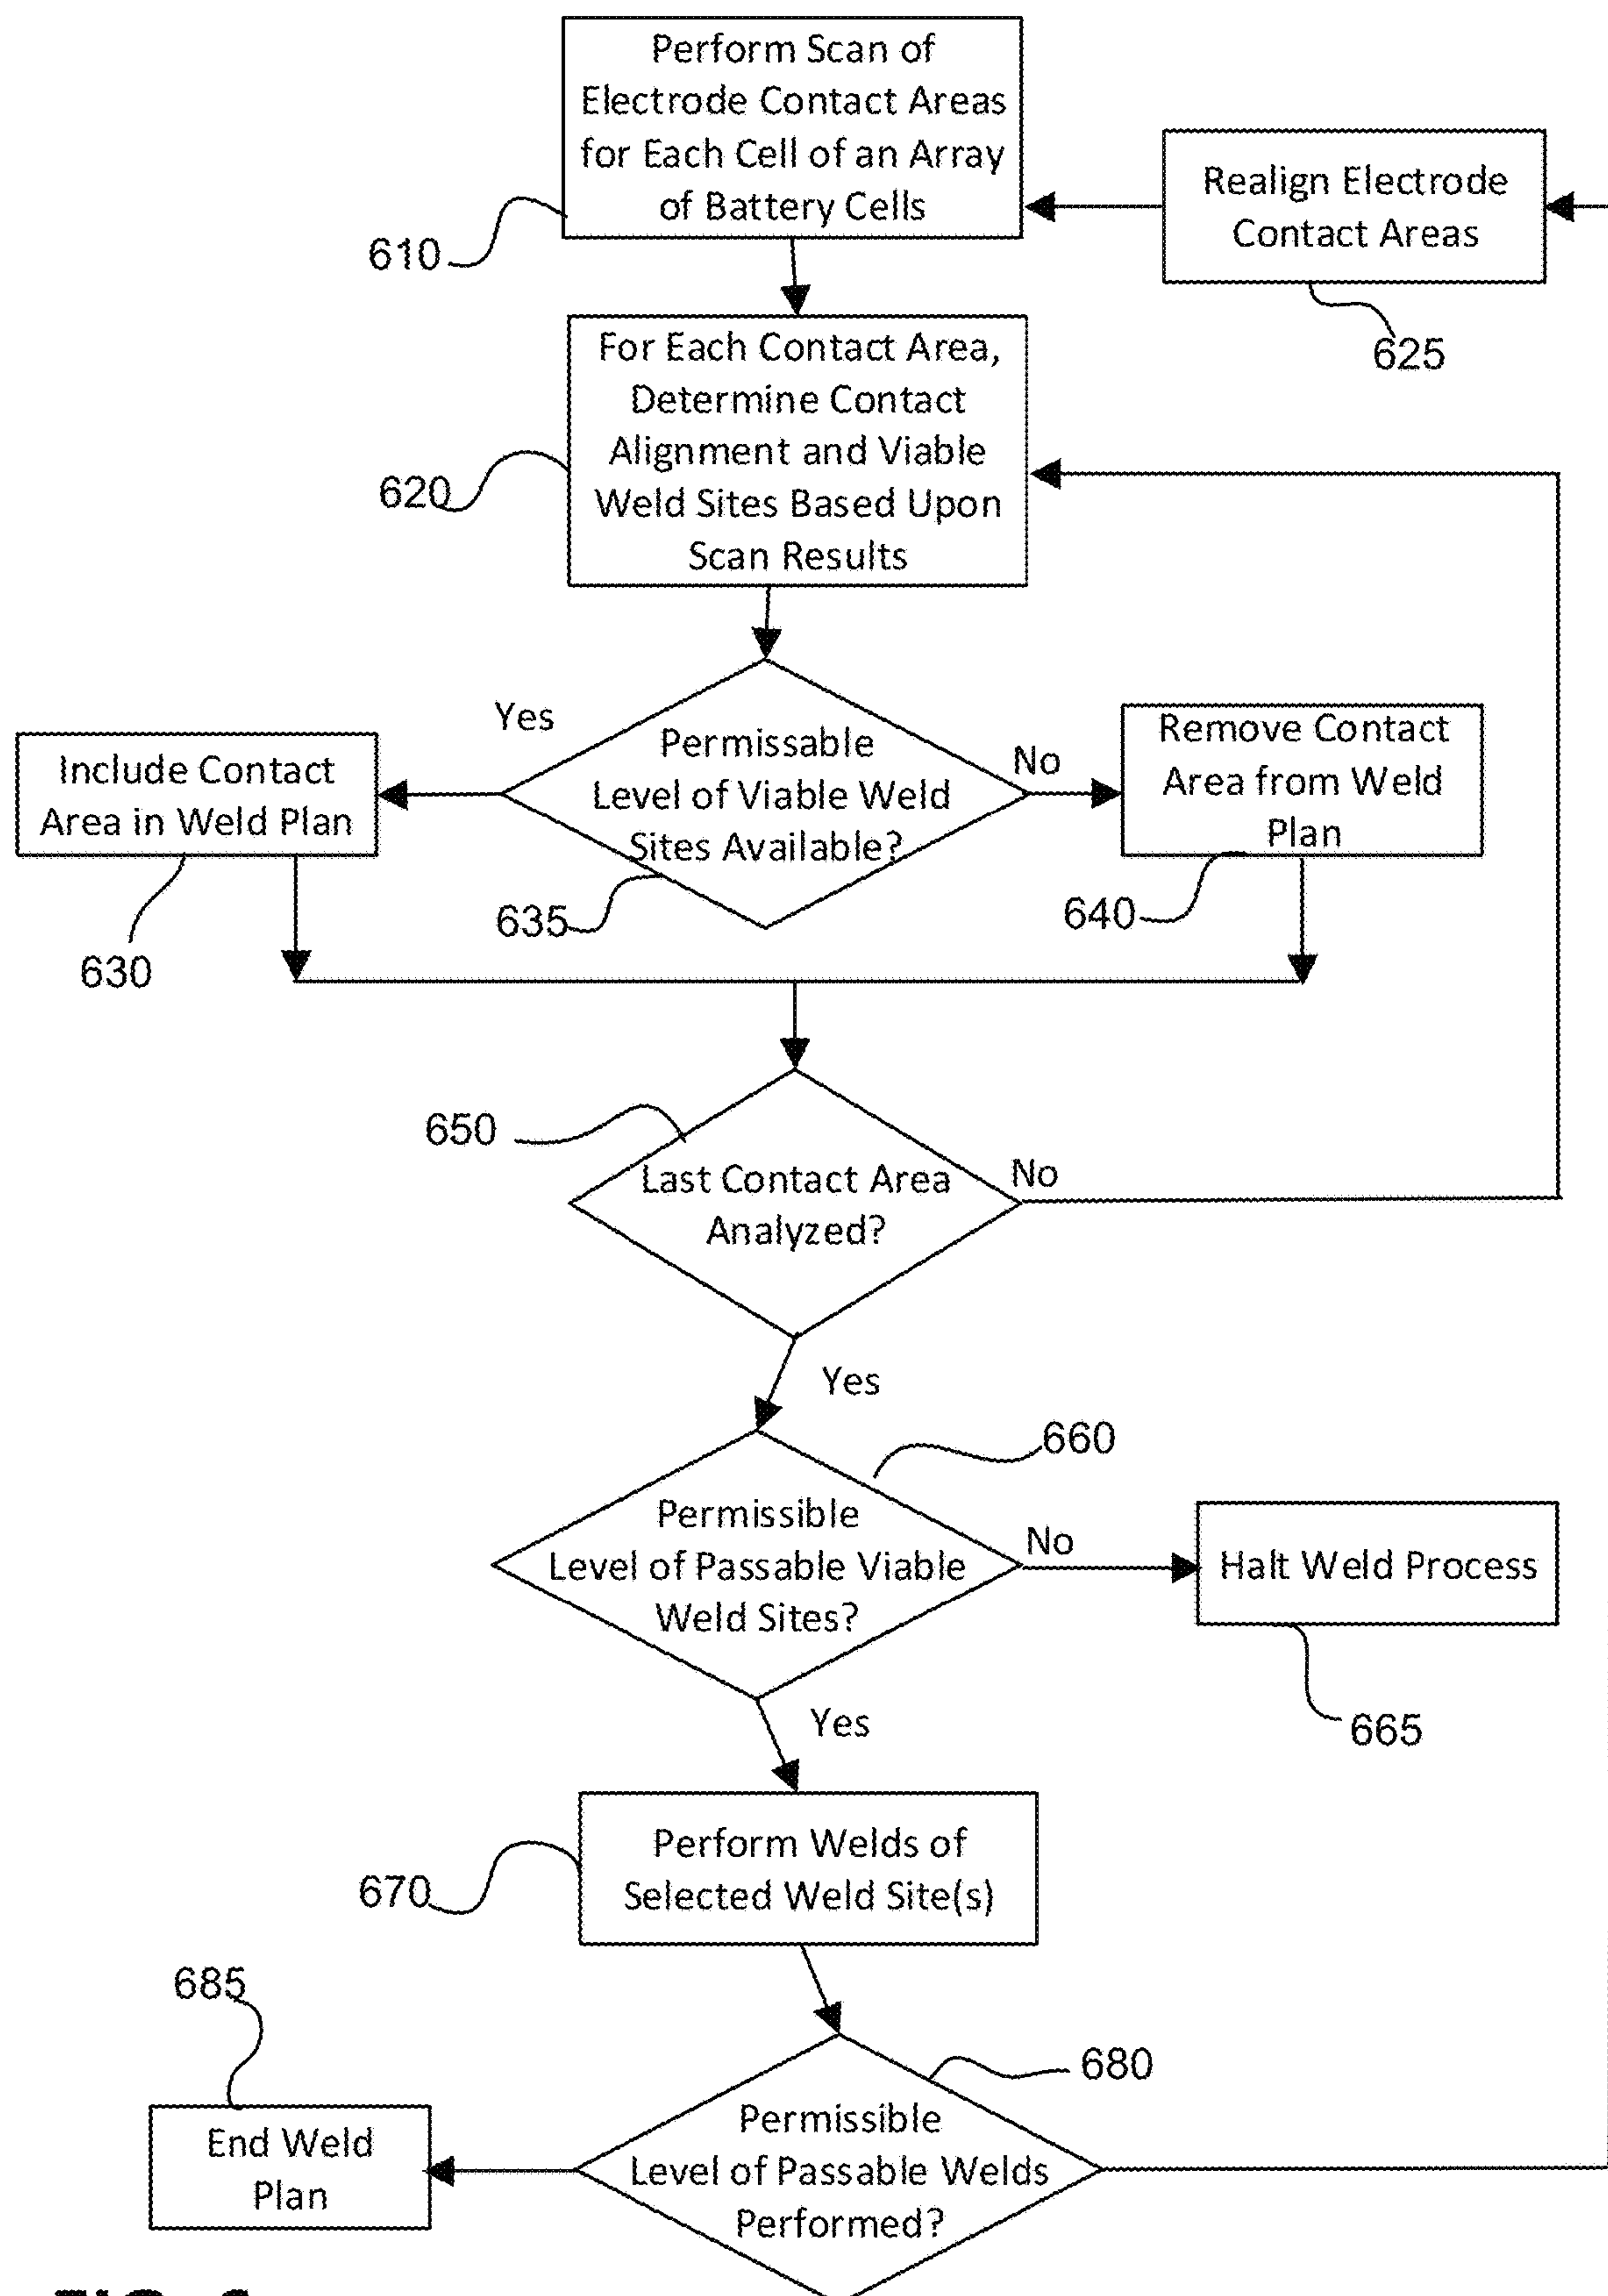 Perform Scan of
Electrode Contact Areas
for Each Cell of an Array
of Battery Cells
610
Realign Electrode
Contact Areas
625
For Each Contact Area,
Determine Contact
Alignment and Viable
Weld Sites Based Upon
Scan Results
620
Yes
Permissable
Level of Viable Weld
Sites Available?
No
635
Include Contact
Area in Weld Plan
630
Remove Contact
Area from Weld
Plan
640
650
Last Contact Area
Analyzed?
No
Yes
660
Permissible
Level of Passable Viable
Weld Sites?
No
Halt Weld Process
665
Yes
Perform Welds of
Selected Weld Site(s)
670
685
End Weld
Plan
680
Permissible
Level of Passable Welds
Performed?